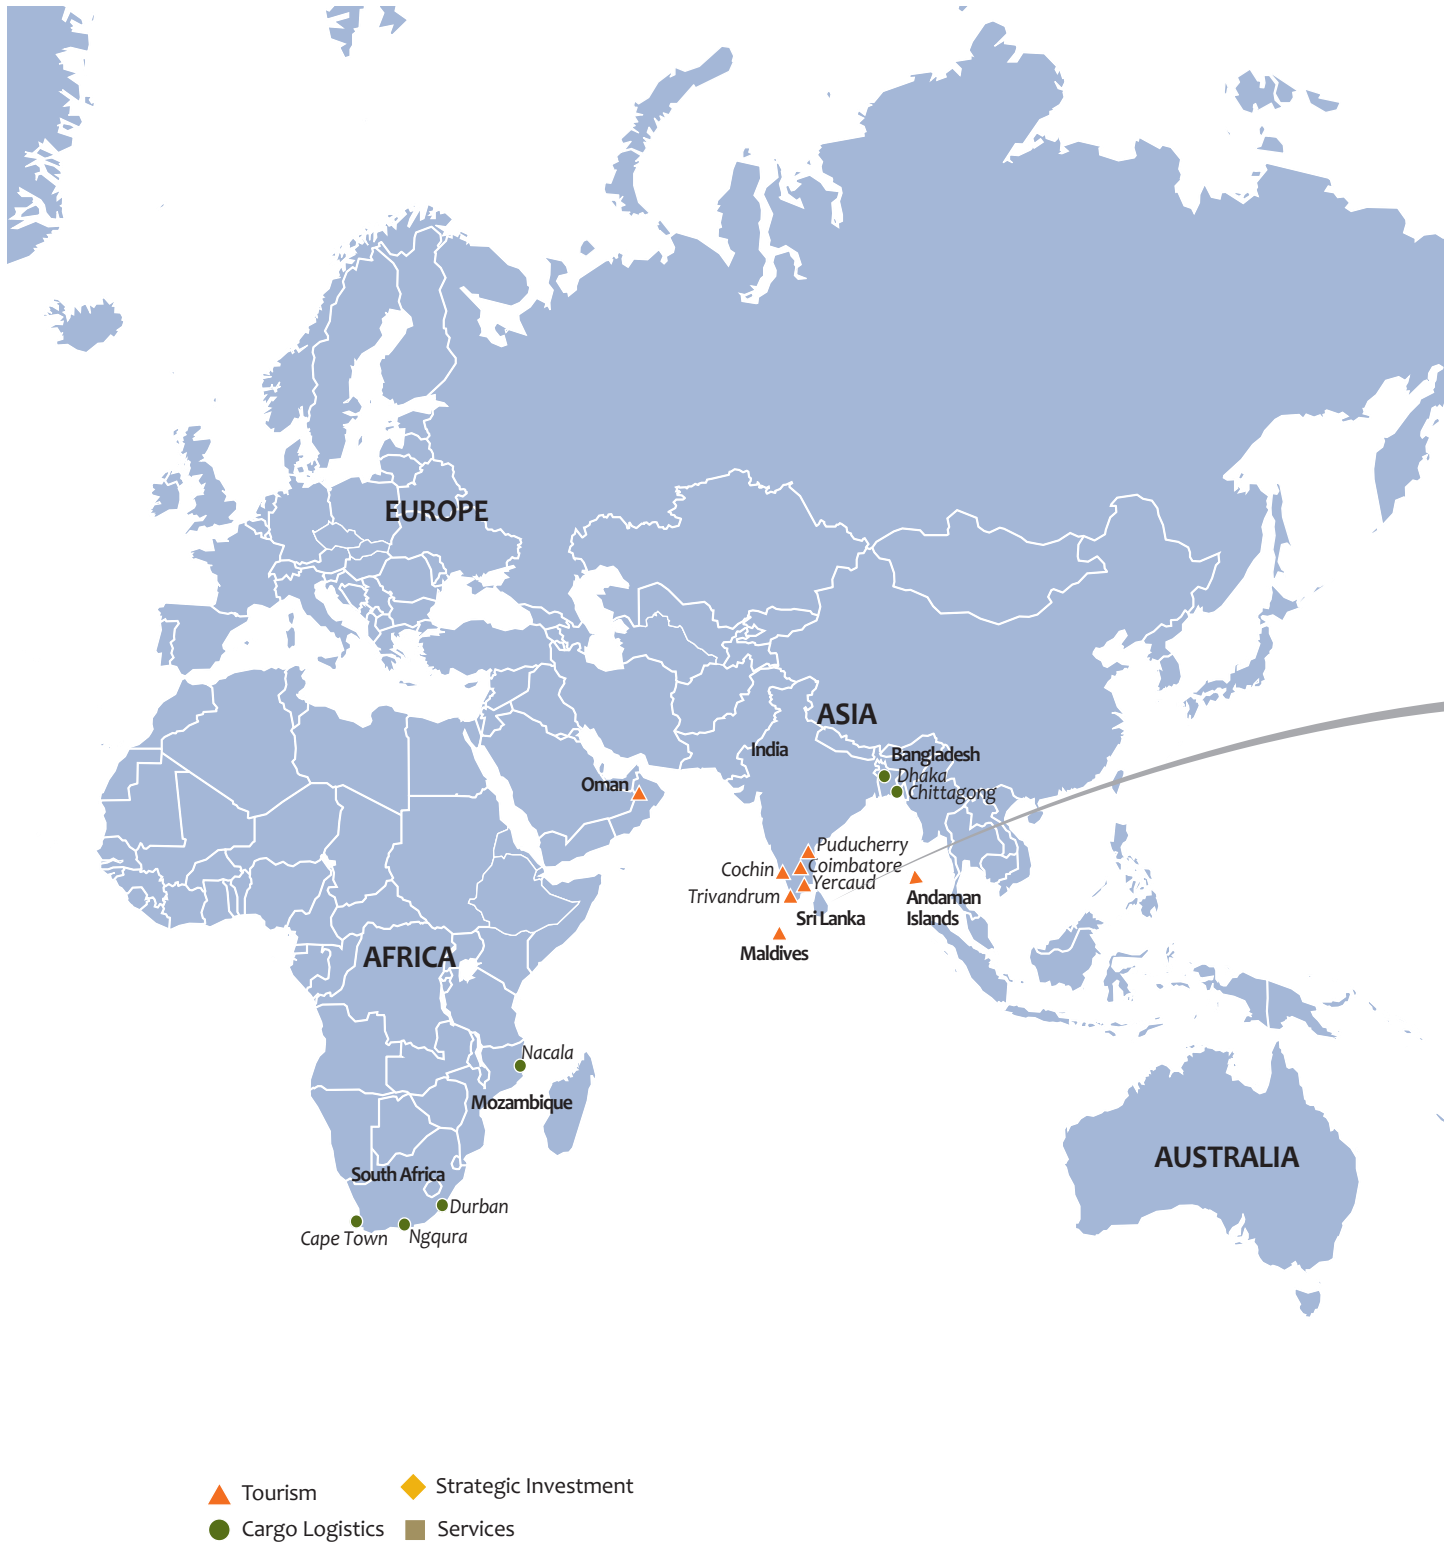 EUROPE
ASIA
India
Bangladesh
Dhaka
Chittagong
Oman
Puducherry
Coimbatore
Cochin
Yercaud
Trivandrum
Sri Lanka
Andaman
Islands
Maldives
AFRICA
Nacala
Mozambique
AUSTRALIA
South Africa
Durban
Cape Town
Ngqura
Tourism
Strategic Investment
Cargo Logistics
Services